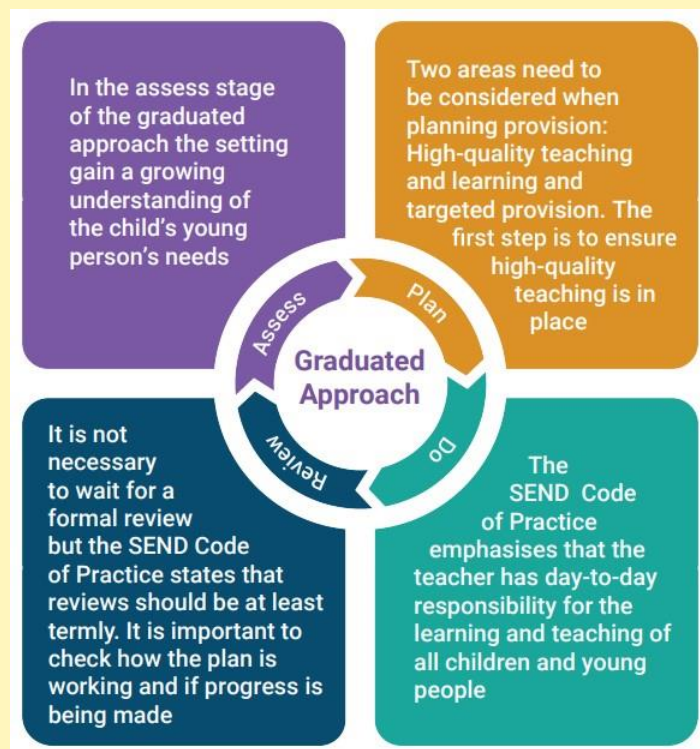 In the assess stage
of the graduated
approach the setting
gain a growing
understanding of
the child's young
person's needs
Two areas need to
be considered when
planning provision:
High-quality teaching
and learning and
targeted provision. The
first step is to ensure
high-quality
teaching is in
place
Assess
Plan
Graduated
Approach
Review
Do
It is not
necessary
to wait for a
formal review
but the SEND Code
of Practice states that
reviews should be at least
termly. It is important to
check how the plan is
working and if progress is
being made
The
SEND Code
of Practice
emphasises that the
teacher has day-to-day
responsibility for the
learning and teaching of
all children and young
people